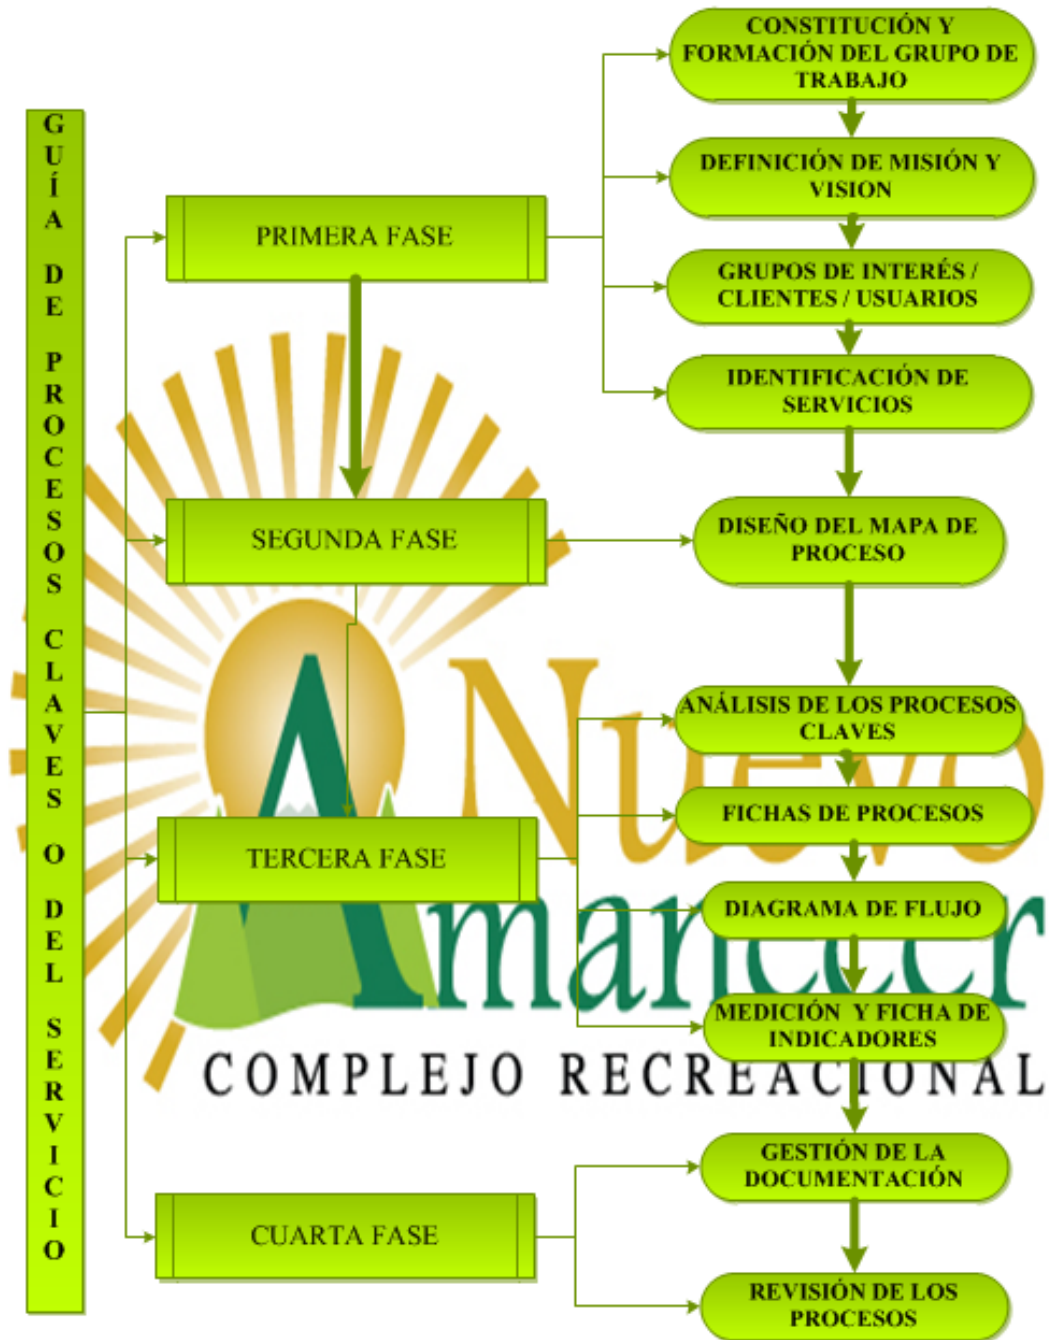 GUÍA DE PROCESOS CLAVES O DEL SERVICIO
PRIMERA FASE
CONSTITUCIÓN Y
FORMACIÓN DEL GRUPO DE
TRABAJO
DEFINICIÓN DE MISIÓN Y
VISION
GRUPOS DE INTERÉS /
CLIENTES / USUARIOS
IDENTIFICACIÓN DE
SERVICIOS
SEGUNDA FASE
DISEÑO DEL MAPA DE
PROCESO
TERCERA FASE
ANÁLISIS DE LOS PROCESOS
CLAVES
FICHAS DE PROCESOS
DIAGRAMA DE FLUJO
MEDICIÓN Y FICHA DE
INDICADORES
CUARTA FASE
GESTIÓN DE LA
DOCUMENTACIÓN
REVISIÓN DE LOS
PROCESOS
Nuevo
Amanecer
COMPLEJO RECREACIONAL